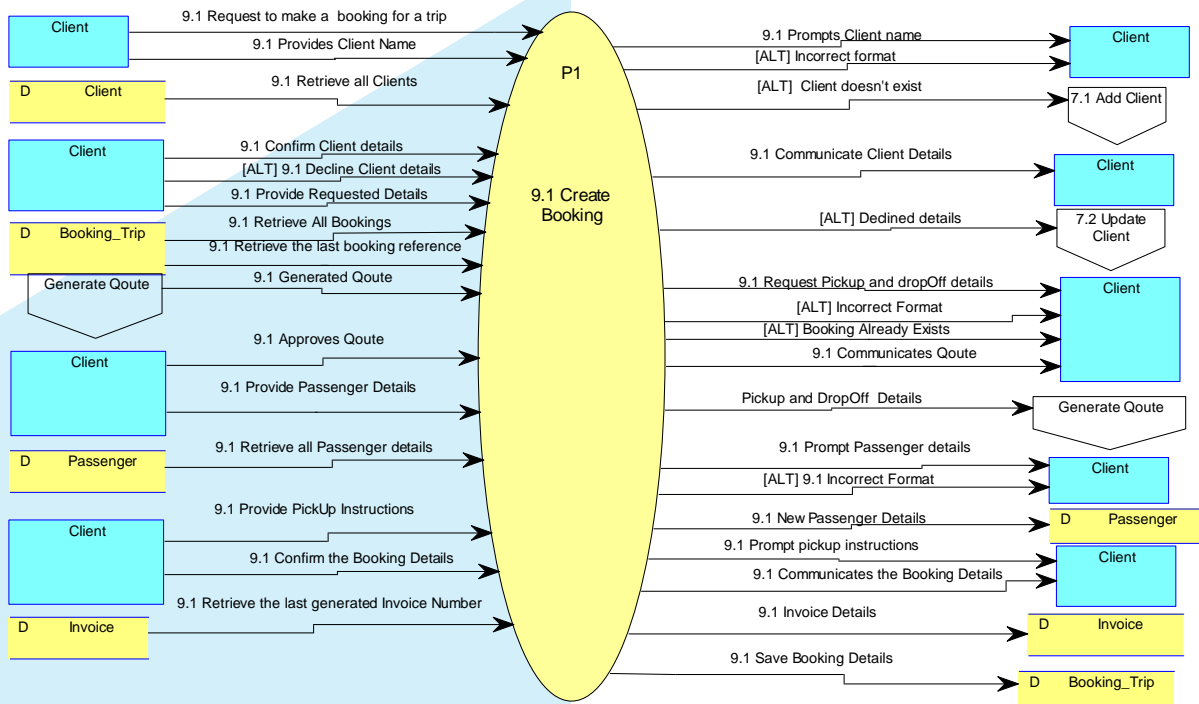 9.1 Request to make a booking for a trip
Client
9.1 Provides Client Name
9.1 Retrieve all Clients
D Client
Client
9.1 Confirm Client details
[ALT] 9.1 Decline Client details
9.1 Provide Requested Details
9.1 Retrieve All Bookings
D Booking_Trip
9.1 Retrieve the last booking reference
Generate Qoute
9.1 Generated Qoute
Client
9.1 Approves Qoute
9.1 Provide Passenger Details
9.1 Retrieve all Passenger details
D Passenger
9.1 Provide PickUp Instructions
Client
9.1 Confirm the Booking Details
9.1 Retrieve the last generated Invoice Number
D Invoice
P1
9.1 Create
Booking
9.1 Prompts Client name
Client
[ALT] Incorrect format
[ALT] Client doesn't exist
7.1 Add Client
9.1 Communicate Client Details
Client
[ALT] Dedined details
7.2 Update
Client
9.1 Request Pickup and dropOff details
Client
[ALT] Incorrect Format
[ALT] Booking Already Exists
9.1 Communicates Qoute
Pickup and DropOff Details
Generate Qoute
9.1 Prompt Passenger details
Client
[ALT] 9.1 Incorrect Format
9.1 New Passenger Details
D Passenger
9.1 Prompt pickup instructions
Client
9.1 Communicates the Booking Details
9.1 Invoice Details
D Invoice
9.1 Save Booking Details
D Booking_Trip